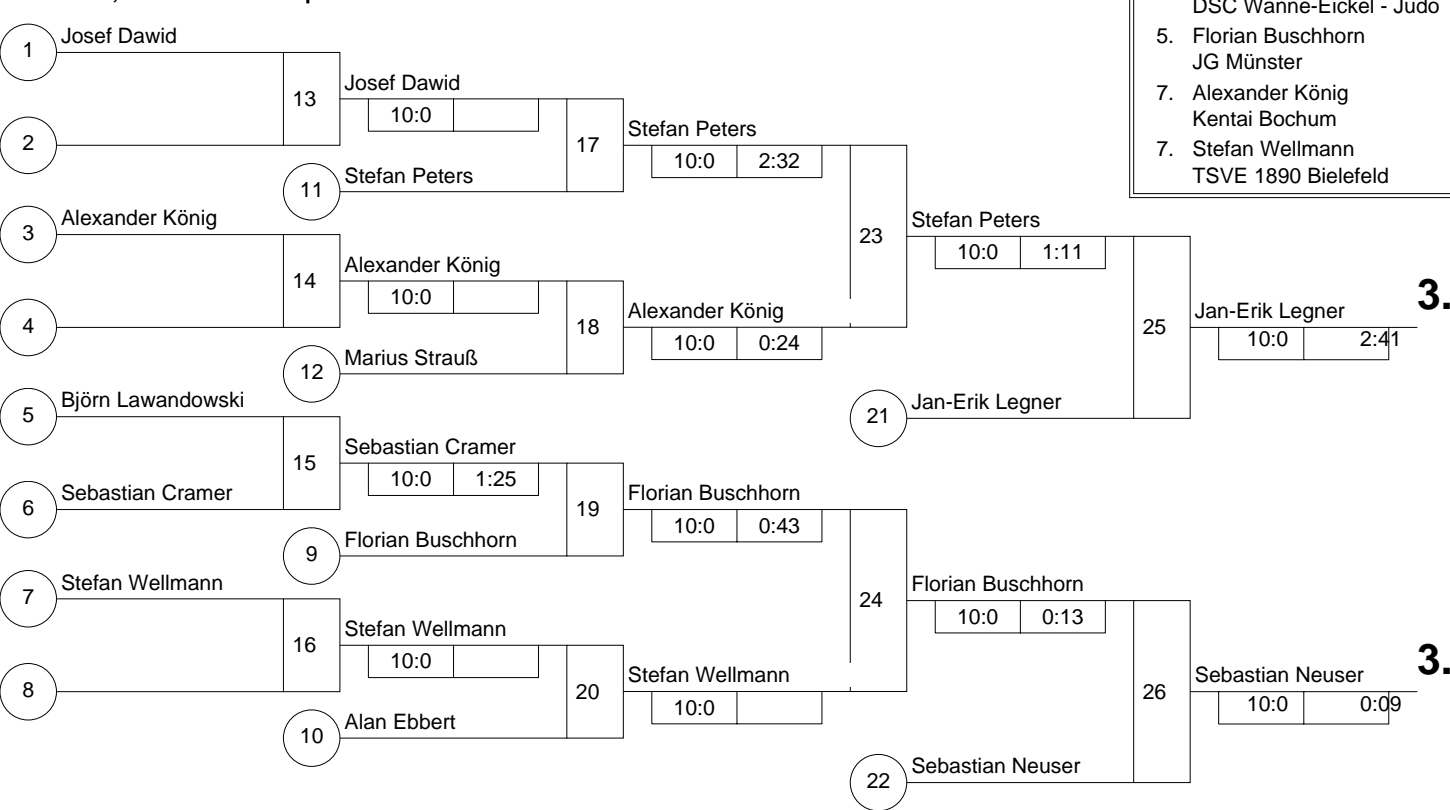 DSC Wanne-Eickel - Judo
5. Florian Buschhorn
JG Münster
7. Alexander König
Kentai Bochum
7. Stefan Wellmann
TSVE 1890 Bielefeld
1 Josef Dawid
13 Josef Dawid
10:0
2
17 Stefan Peters
10:0 2:32
11 Stefan Peters
3 Alexander König
23 Stefan Peters
10:0 1:11
14 Alexander König
10:0
4
18 Alexander König
10:0 0:24
12 Marius Strauß
25 Jan-Erik Legner 3.
10:0 2:41
5 Björn Lawandowski
21 Jan-Erik Legner
15 Sebastian Cramer
10:0 1:25
6 Sebastian Cramer
19 Florian Buschhorn
10:0 0:43
9 Florian Buschhorn
7 Stefan Wellmann
24 Florian Buschhorn
10:0 0:13
16 Stefan Wellmann
10:0
8
20 Stefan Wellmann
10:0
10 Alan Ebbert
26 Sebastian Neuser 3.
10:0 0:09
22 Sebastian Neuser